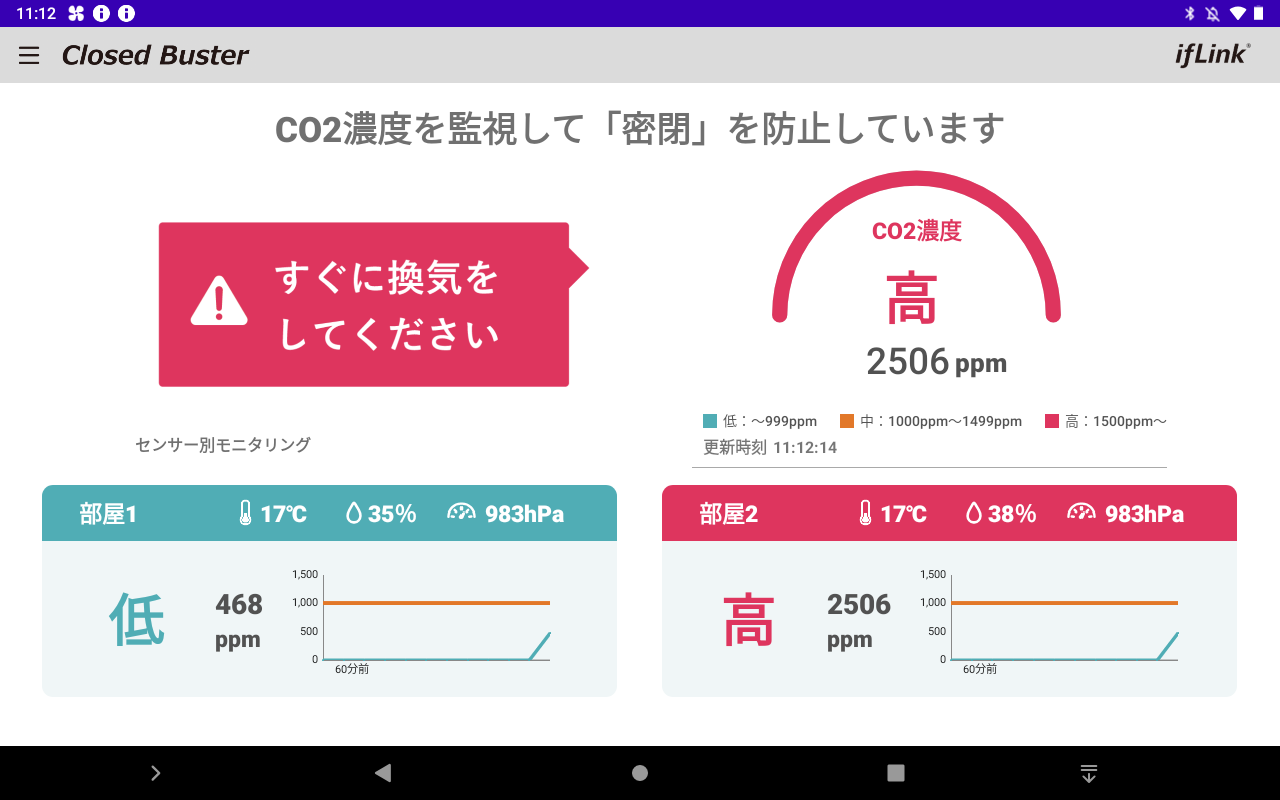 11:12
Closed Buster
ifLink®
CO2濃度を監視して「密閉」を防止しています
すぐに換気を
してください
CO2濃度
高
2506 ppm
低：〜999ppm 中：1000ppm〜1499ppm 高：1500ppm〜
更新時刻 11:12:14
センサー別モニタリング
部屋1 17℃ 35% 983hPa
低
468
ppm
1,500
1,000
500
0
60分前
部屋2 17℃ 38% 983hPa
高
2506
ppm
1,500
1,000
500
0
60分前